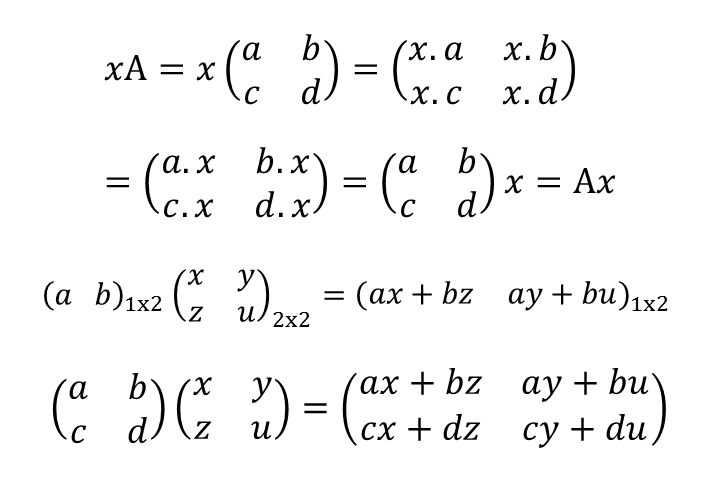 xA = x (a b c d) = (x. a x. b x. c x. d)
= (a. x b. x c. x d. x) = (a b c d) x = Ax
(a b)1x2 (x y z u)2x2 = (ax + bz ay + bu)1x2
(a b c d) (x y z u) = (ax + bz ay + bu cx + dz cy + du)